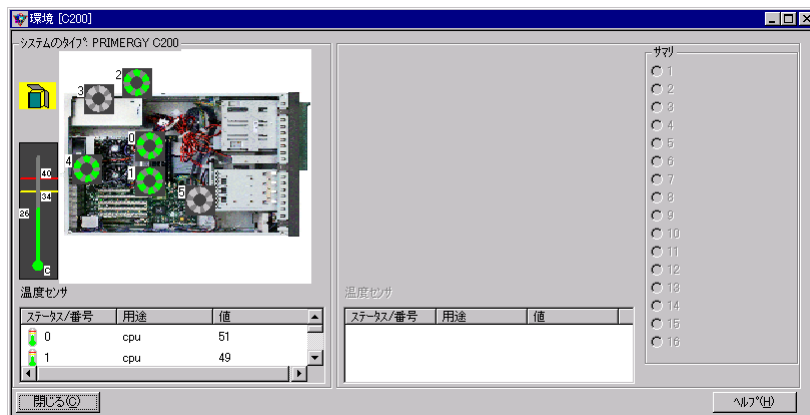 環境 [C200]
システムのタイプ: PRIMERGY C200
2
3
0
4
1
5
40
34
26
C
温度センサ
ステータス/番号 用途 値
0 cpu 51
1 cpu 49
温度センサ
ステータス/番号 用途 値
サマリ
1
2
3
4
5
6
7
8
9
10
11
12
13
14
15
16
閉じる(C)
ヘルプ(H)